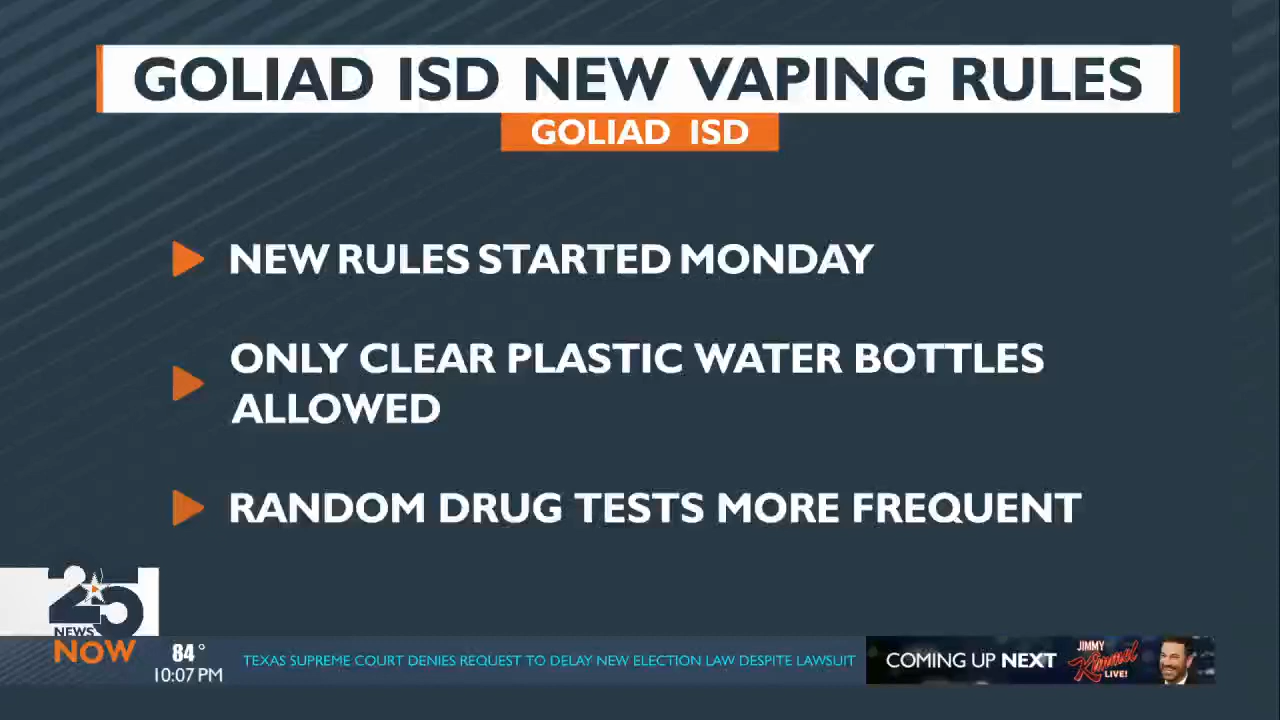 GOLIAD ISD NEW VAPING RULES
GOLIAD ISD
NEW RULES STARTED MONDAY
ONLY CLEAR PLASTIC WATER BOTTLES
ALLOWED
RANDOM DRUG TESTS MORE FREQUENT
25
NEWS
NOW
84°
10:07 PM
TEXAS SUPREME COURT DENIES REQUEST TO DELAY NEW ELECTION LAW DESPITE LAWSUIT
COMING UP NEXT
JIMMY
Kimmel
LIVE!